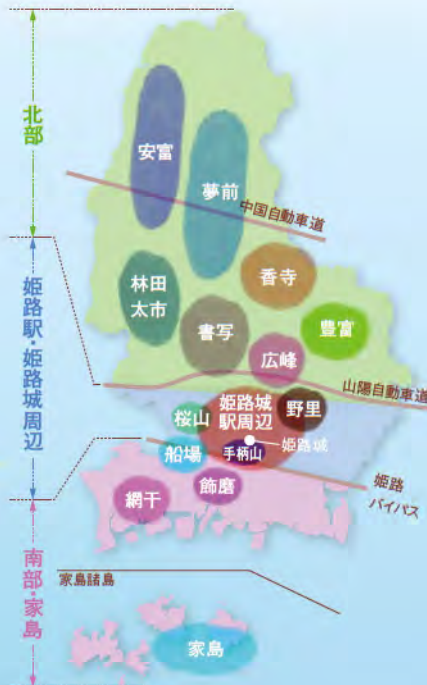 北部
安富
夢前
中国自動車道
香寺
林田
太市
書写
豊富
広峰
山陽自動車道
姫路駅・姫路城周辺
姫路城
駅周辺
野里
桜山
姫路城
船場
手柄山
姫路
バイパス
飾磨
網干
南部・家島
家島諸島
家島